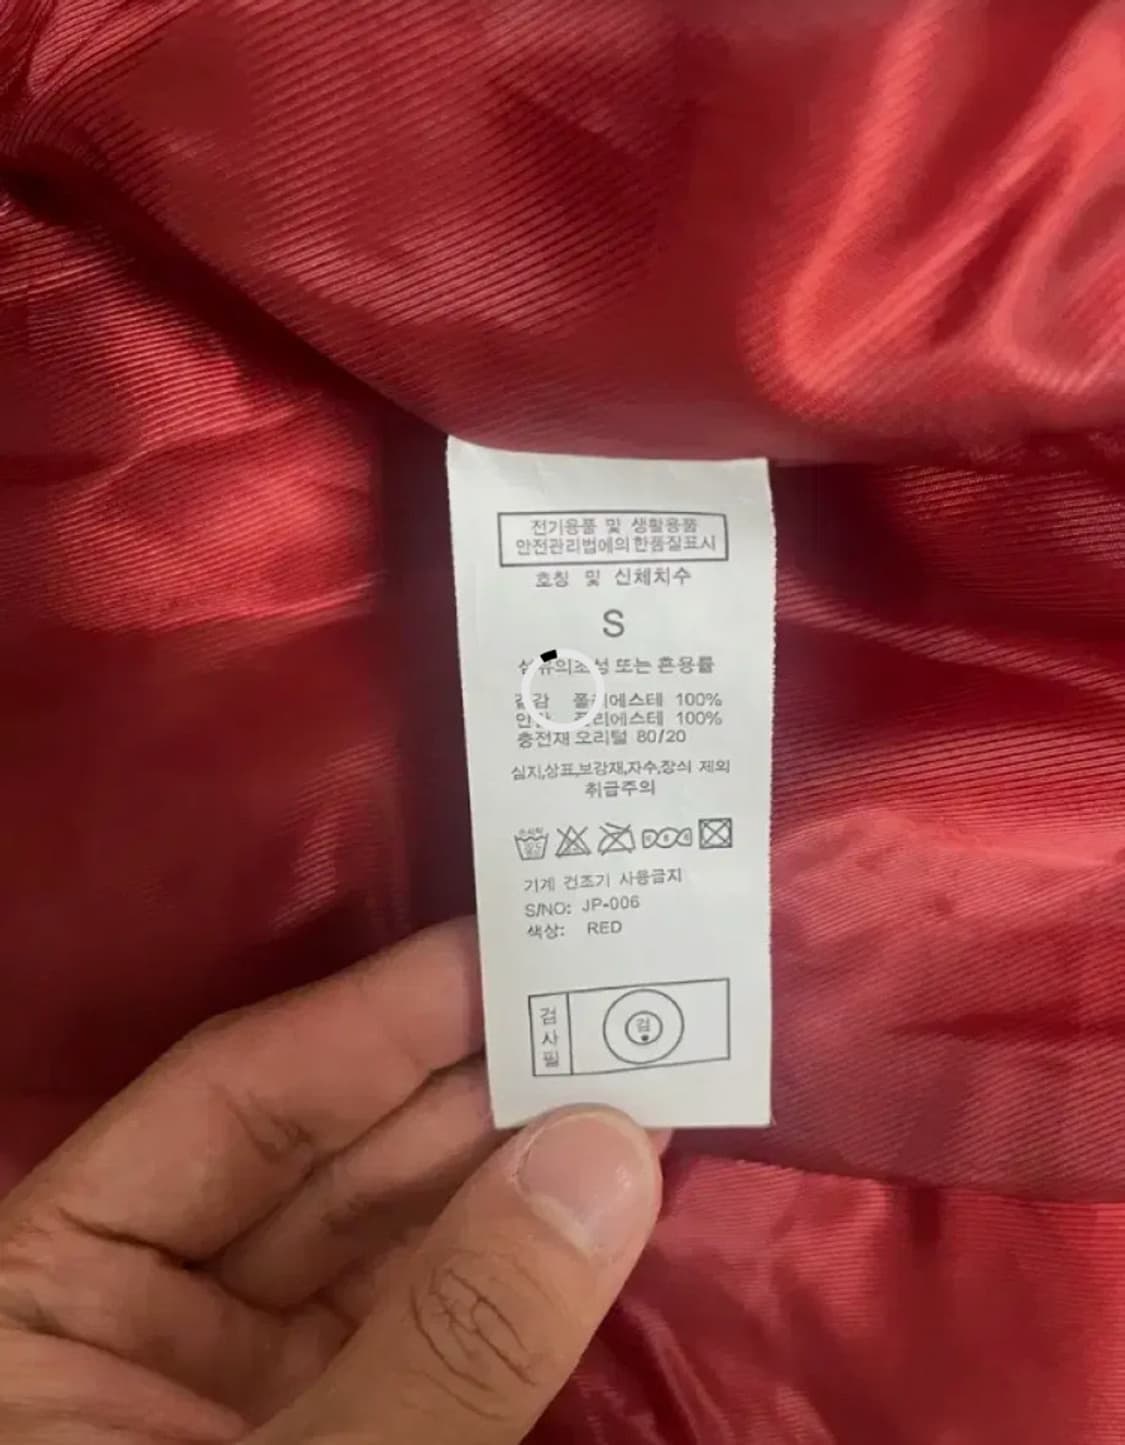 전기용품 및 생활용품
안전관리법에의한품질표시
호칭 및 신체치수
S
섬유의조성 또는 혼용률
겉감 폴리에스테 100%
안감 폴리에스테 100%
충전재 오리털 80/20
심지,상표,보강재,자수,장식 제외
취급주의
기계 건조기 사용금지
S/NO: JP-006
색상: RED
검사필
검